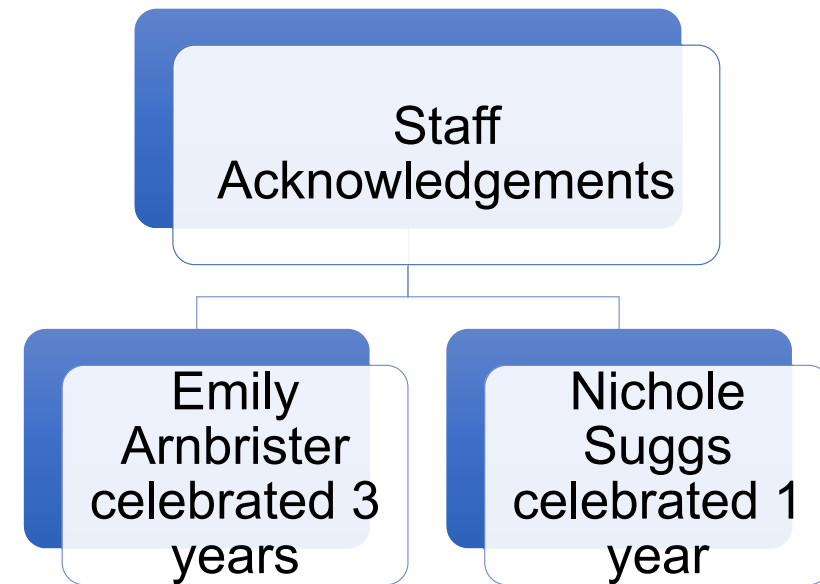 Staff
Acknowledgements
Emily
Arnbrister
celebrated 3
years
Nichole
Suggs
celebrated 1
year